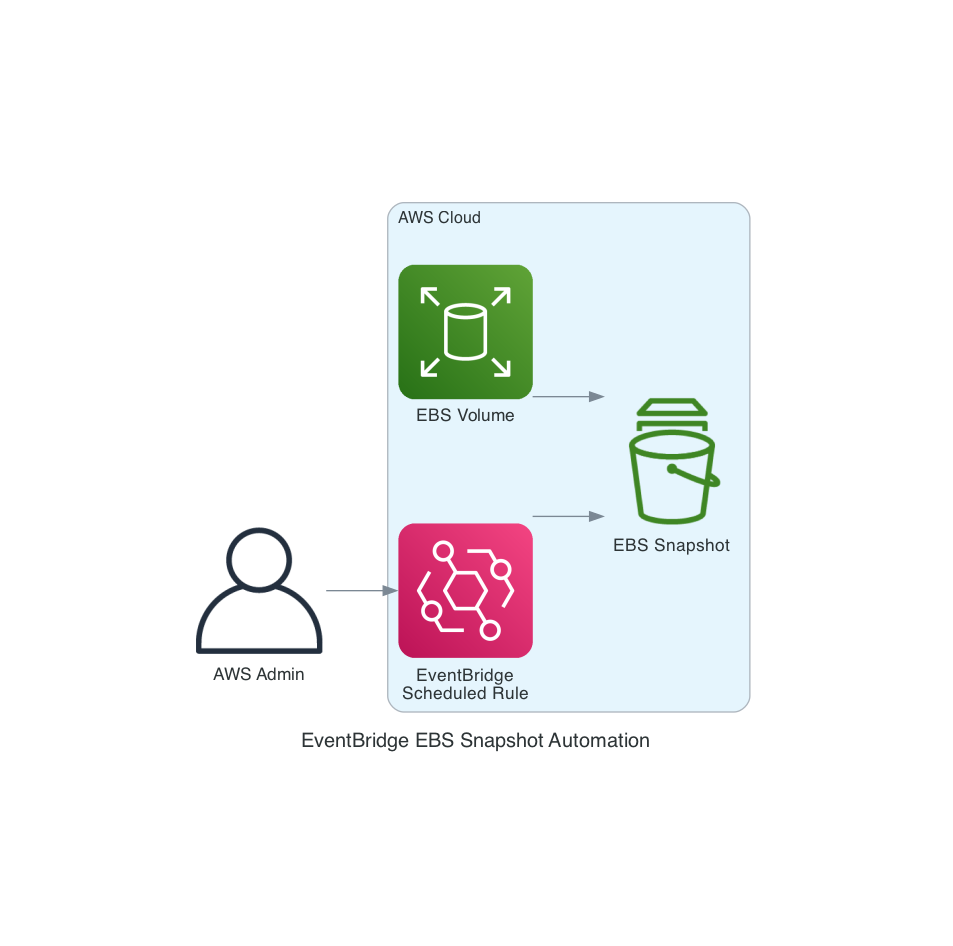 AWS Cloud
EBS Volume
EBS Snapshot
AWS Admin
EventBridge
Scheduled Rule
EventBridge EBS Snapshot Automation